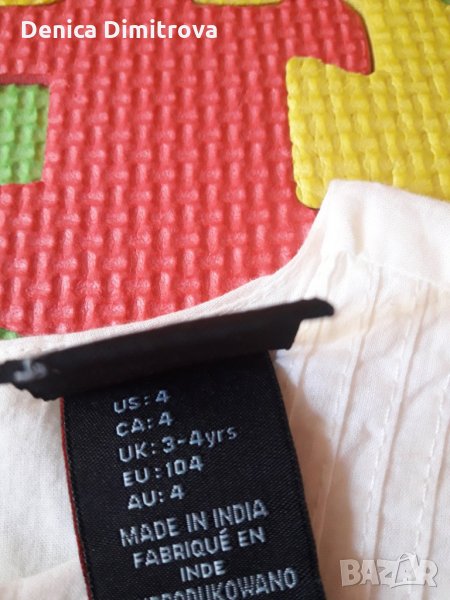 Denica Dimitrova
US: 4
CA: 4
UK: 3-4yrs
EU: 104
AU: 4
MADE IN INDIA
FABRIQUÉ EN
INDE
BAZAR